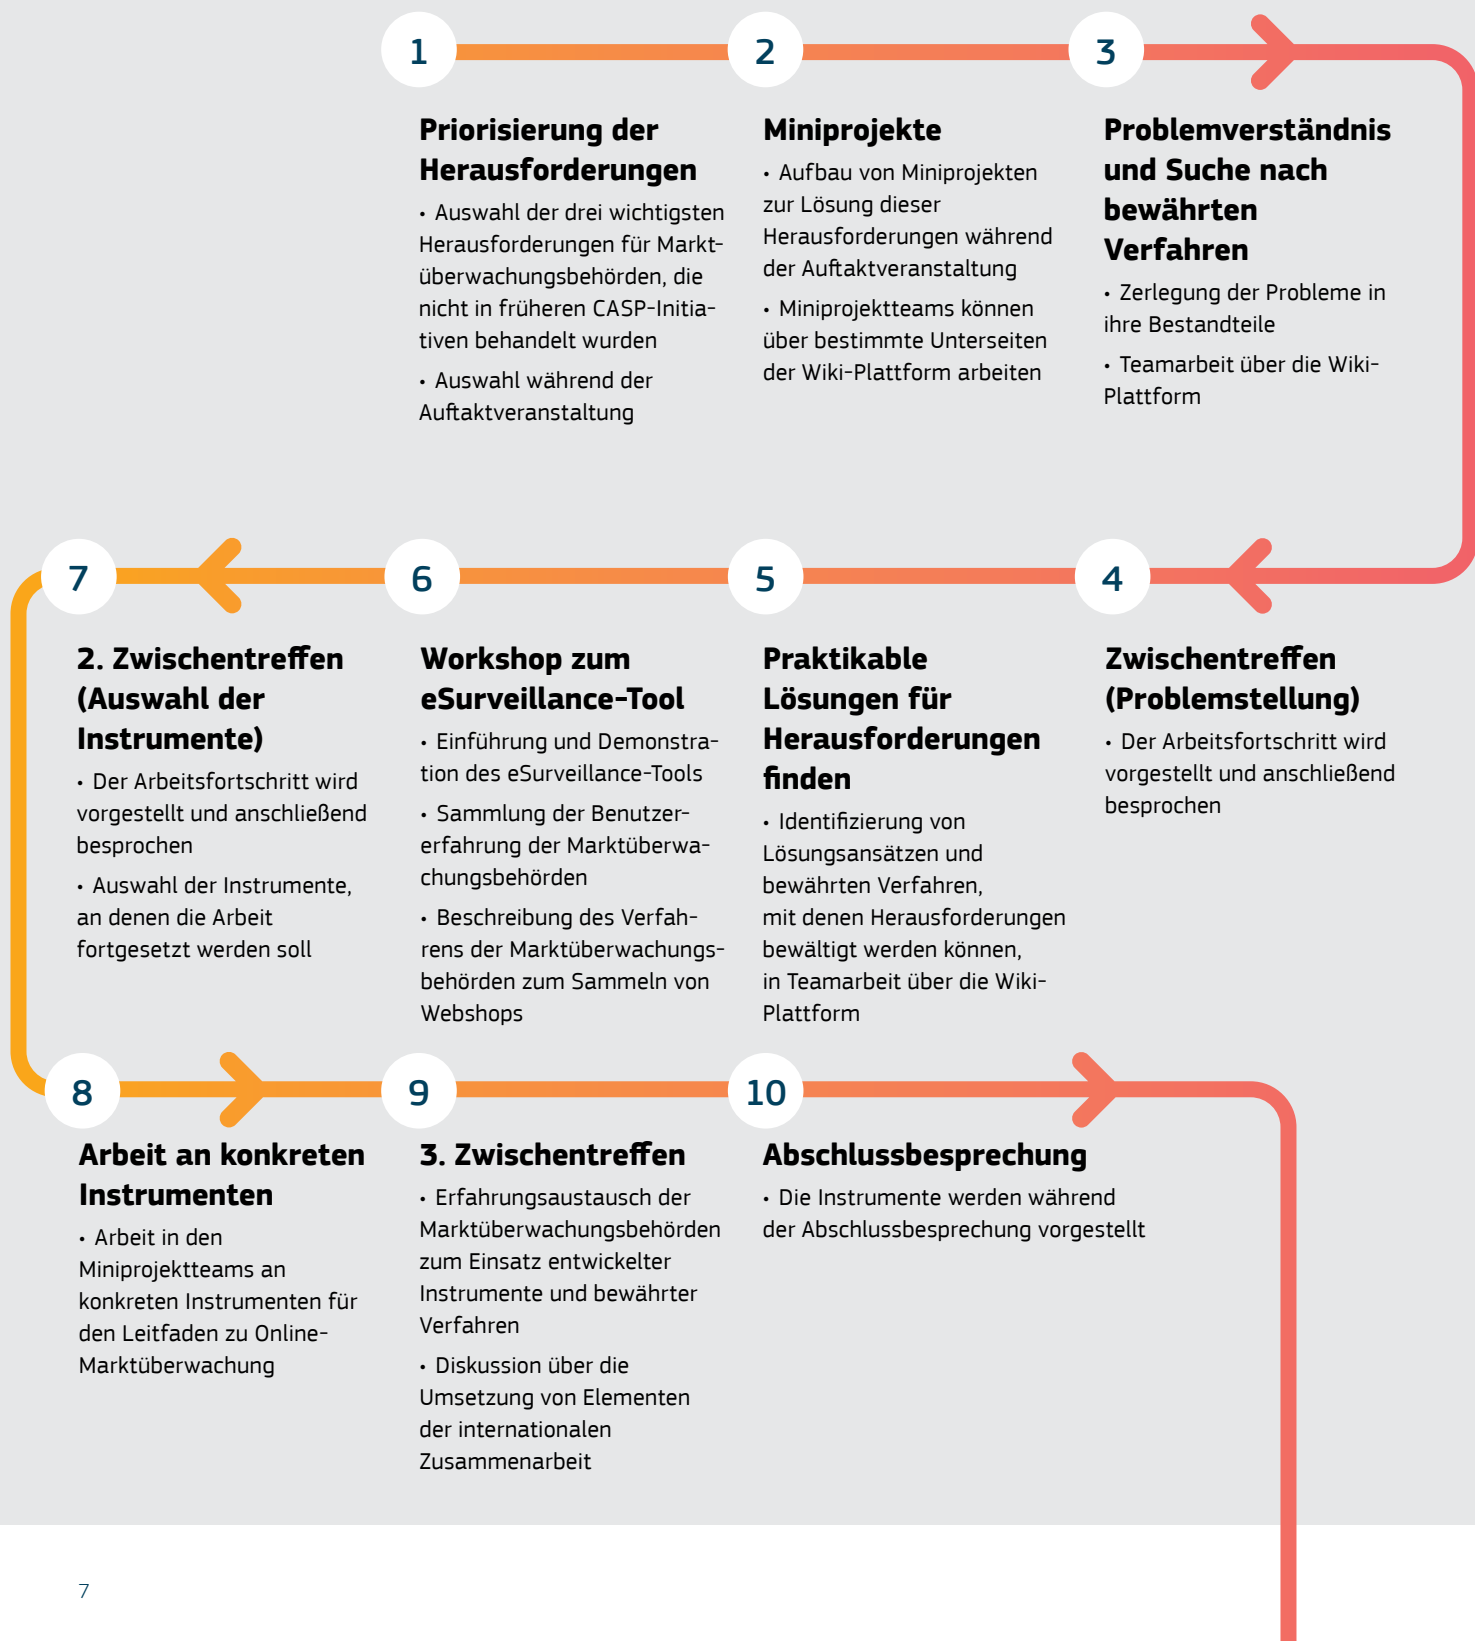 1
Priorisierung der
Herausforderungen
• Auswahl der drei wichtigsten
Herausforderungen für Markt-
überwachungsbehörden, die
nicht in früheren CASP-Initia-
tiven behandelt wurden
• Auswahl während der
Auftaktveranstaltung
2
Miniprojekte
• Aufbau von Miniprojekten
zur Lösung dieser
Herausforderungen während
der Auftaktveranstaltung
• Miniprojektteams können
über bestimmte Unterseiten
der Wiki-Plattform arbeiten
3
Problemverständnis
und Suche nach
bewährten
Verfahren
• Zerlegung der Probleme in
ihre Bestandteile
• Teamarbeit über die Wiki-
Plattform
4
Zwischentreffen
(Problemstellung)
• Der Arbeitsfortschritt wird
vorgestellt und anschließend
besprochen
5
Praktikable
Lösungen für
Herausforderungen
finden
• Identifizierung von
Lösungsansätzen und
bewährten Verfahren,
mit denen Herausforderungen
bewältigt werden können,
in Teamarbeit über die Wiki-
Plattform
6
Workshop zum
eSurveillance-Tool
• Einführung und Demonstra-
tion des eSurveillance-Tools
• Sammlung der Benutzer-
erfahrung der Marktüberwa-
chungsbehörden
• Beschreibung des Verfah-
rens der Marktüberwachungs-
behörden zum Sammeln von
Webshops
7
2. Zwischentreffen
(Auswahl der
Instrumente)
• Der Arbeitsfortschritt wird
vorgestellt und anschließend
besprochen
• Auswahl der Instrumente,
an denen die Arbeit
fortgesetzt werden soll
8
Arbeit an konkreten
Instrumenten
• Arbeit in den
Miniprojektteams an
konkreten Instrumenten für
den Leitfaden zu Online-
Marktüberwachung
9
3. Zwischentreffen
• Erfahrungsaustausch der
Marktüberwachungsbehörden
zum Einsatz entwickelter
Instrumente und bewährter
Verfahren
• Diskussion über die
Umsetzung von Elementen
der internationalen
Zusammenarbeit
10
Abschlussbesprechung
• Die Instrumente werden während
der Abschlussbesprechung vorgestellt
7